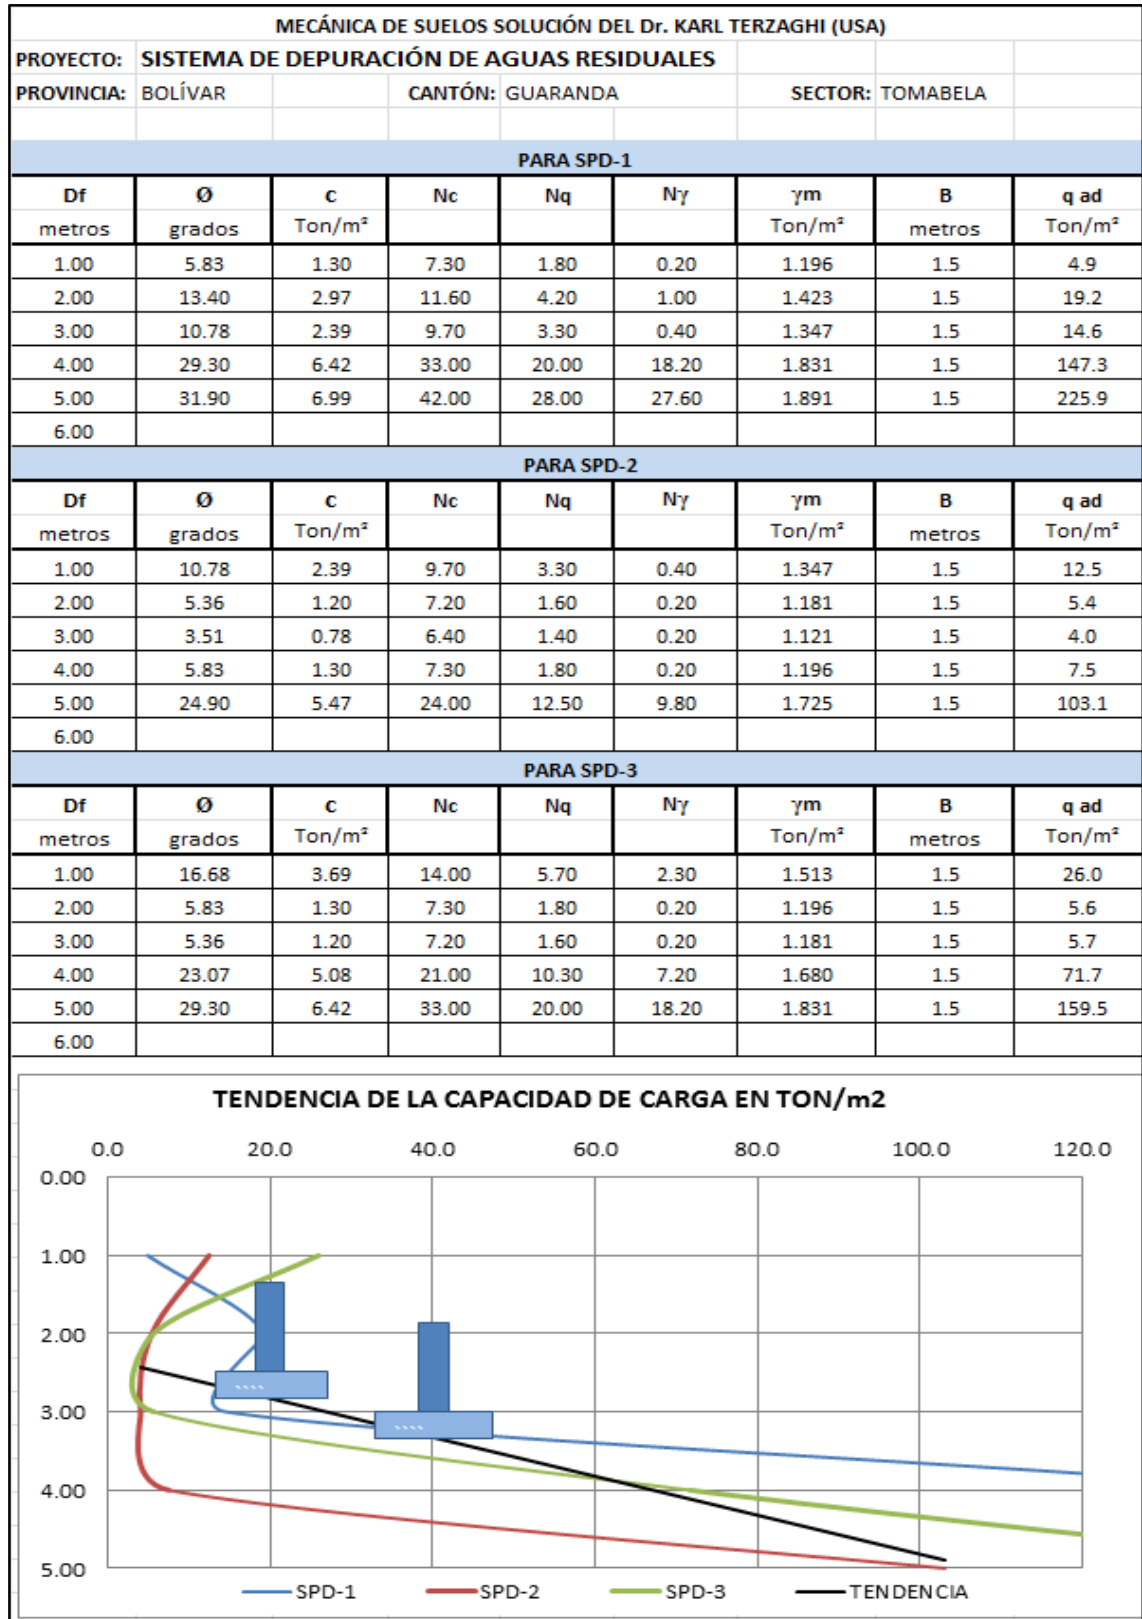 MECÁNICA DE SUELOS SOLUCIÓN DEL Dr. KARL TERZAGHI (USA)
PROYECTO: SISTEMA DE DEPURACIÓN DE AGUAS RESIDUALES
PROVINCIA: BOLÍVAR CANTÓN: GUARANDA SECTOR: TOMABELA
PARA SPD-1
Df Ø c Nc Nq Nγ γm B q ad
metros grados Ton/m² Ton/m² metros Ton/m²
1.00 5.83 1.30 7.30 1.80 0.20 1.196 1.5 4.9
2.00 13.40 2.97 11.60 4.20 1.00 1.423 1.5 19.2
3.00 10.78 2.39 9.70 3.30 0.40 1.347 1.5 14.6
4.00 29.30 6.42 33.00 20.00 18.20 1.831 1.5 147.3
5.00 31.90 6.99 42.00 28.00 27.60 1.891 1.5 225.9
6.00
PARA SPD-2
Df Ø c Nc Nq Nγ γm B q ad
metros grados Ton/m² Ton/m² metros Ton/m²
1.00 10.78 2.39 9.70 3.30 0.40 1.347 1.5 12.5
2.00 5.36 1.20 7.20 1.60 0.20 1.181 1.5 5.4
3.00 3.51 0.78 6.40 1.40 0.20 1.121 1.5 4.0
4.00 5.83 1.30 7.30 1.80 0.20 1.196 1.5 7.5
5.00 24.90 5.47 24.00 12.50 9.80 1.725 1.5 103.1
6.00
PARA SPD-3
Df Ø c Nc Nq Nγ γm B q ad
metros grados Ton/m² Ton/m² metros Ton/m²
1.00 16.68 3.69 14.00 5.70 2.30 1.513 1.5 26.0
2.00 5.83 1.30 7.30 1.80 0.20 1.196 1.5 5.6
3.00 5.36 1.20 7.20 1.60 0.20 1.181 1.5 5.7
4.00 23.07 5.08 21.00 10.30 7.20 1.680 1.5 71.7
5.00 29.30 6.42 33.00 20.00 18.20 1.831 1.5 159.5
6.00
TENDENCIA DE LA CAPACIDAD DE CARGA EN TON/m2
0.0 20.0 40.0 60.0 80.0 100.0 120.0
0.00
1.00
2.00
3.00
4.00
5.00
SPD-1 SPD-2 SPD-3 TENDENCIA